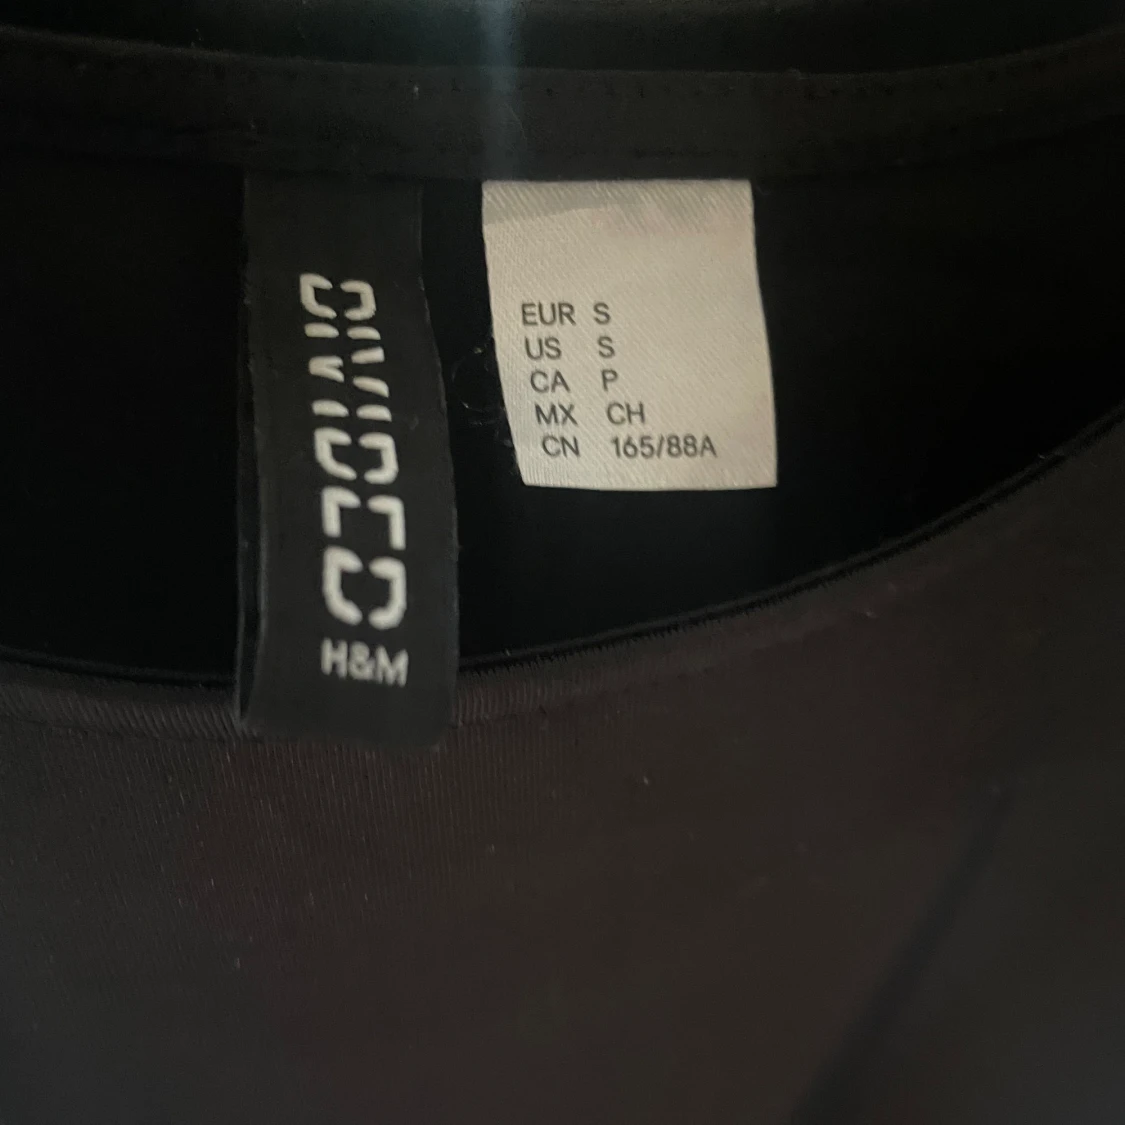 DIVIDED
H&M
EUR S
US S
CA P
MX CH
CN 165/88A